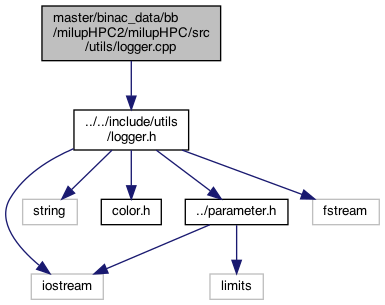 master/binac_data/bb
/milupHPC2/milupHPC/src
/utils/logger.cpp
../../include/utils
/logger.h
string
color.h
../parameter.h
fstream
iostream
limits